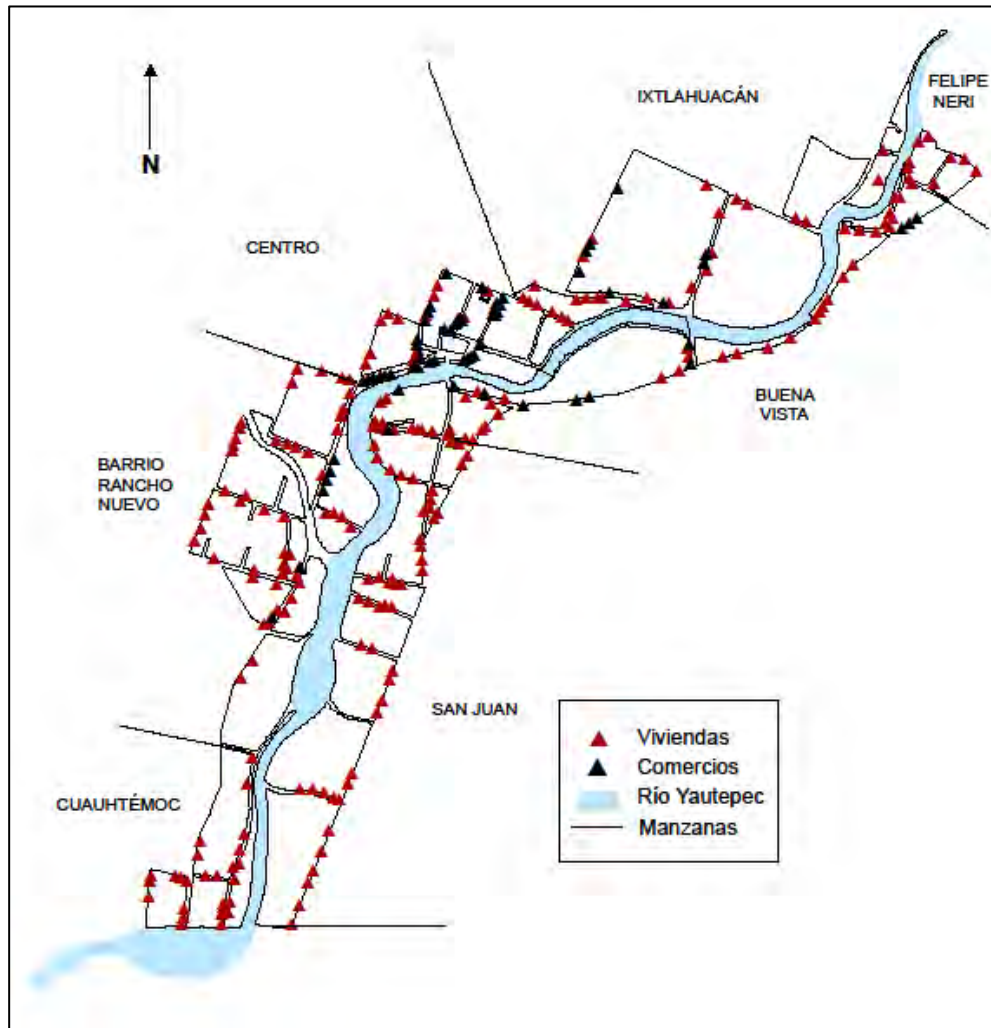 FELIPE
NERI
IXTLAHUACÁN
N
CENTRO
BUENA
VISTA
BARRIO
RANCHO
NUEVO
SAN JUAN
Viviendas
Comercios
Río Yautepec
Manzanas
CUAUHTÉMOC